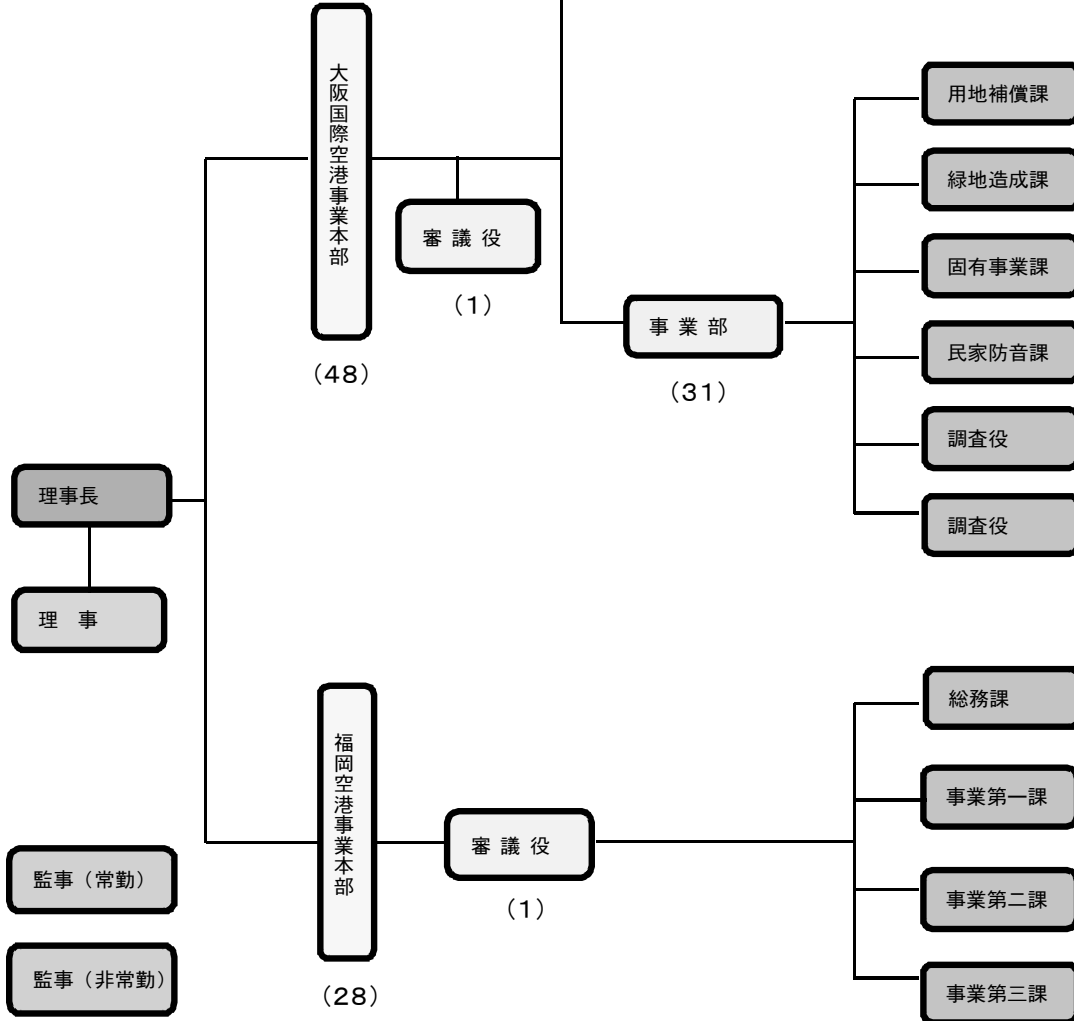 大阪国際空港事業本部
(48)
審議役
(1)
事業部
(31)
用地補償課
緑地造成課
固有事業課
民家防音課
調査役
調査役
理事長
理 事
福岡空港事業本部
(28)
審議役
(1)
総務課
事業第一課
事業第二課
事業第三課
監事（常勤）
監事（非常勤）